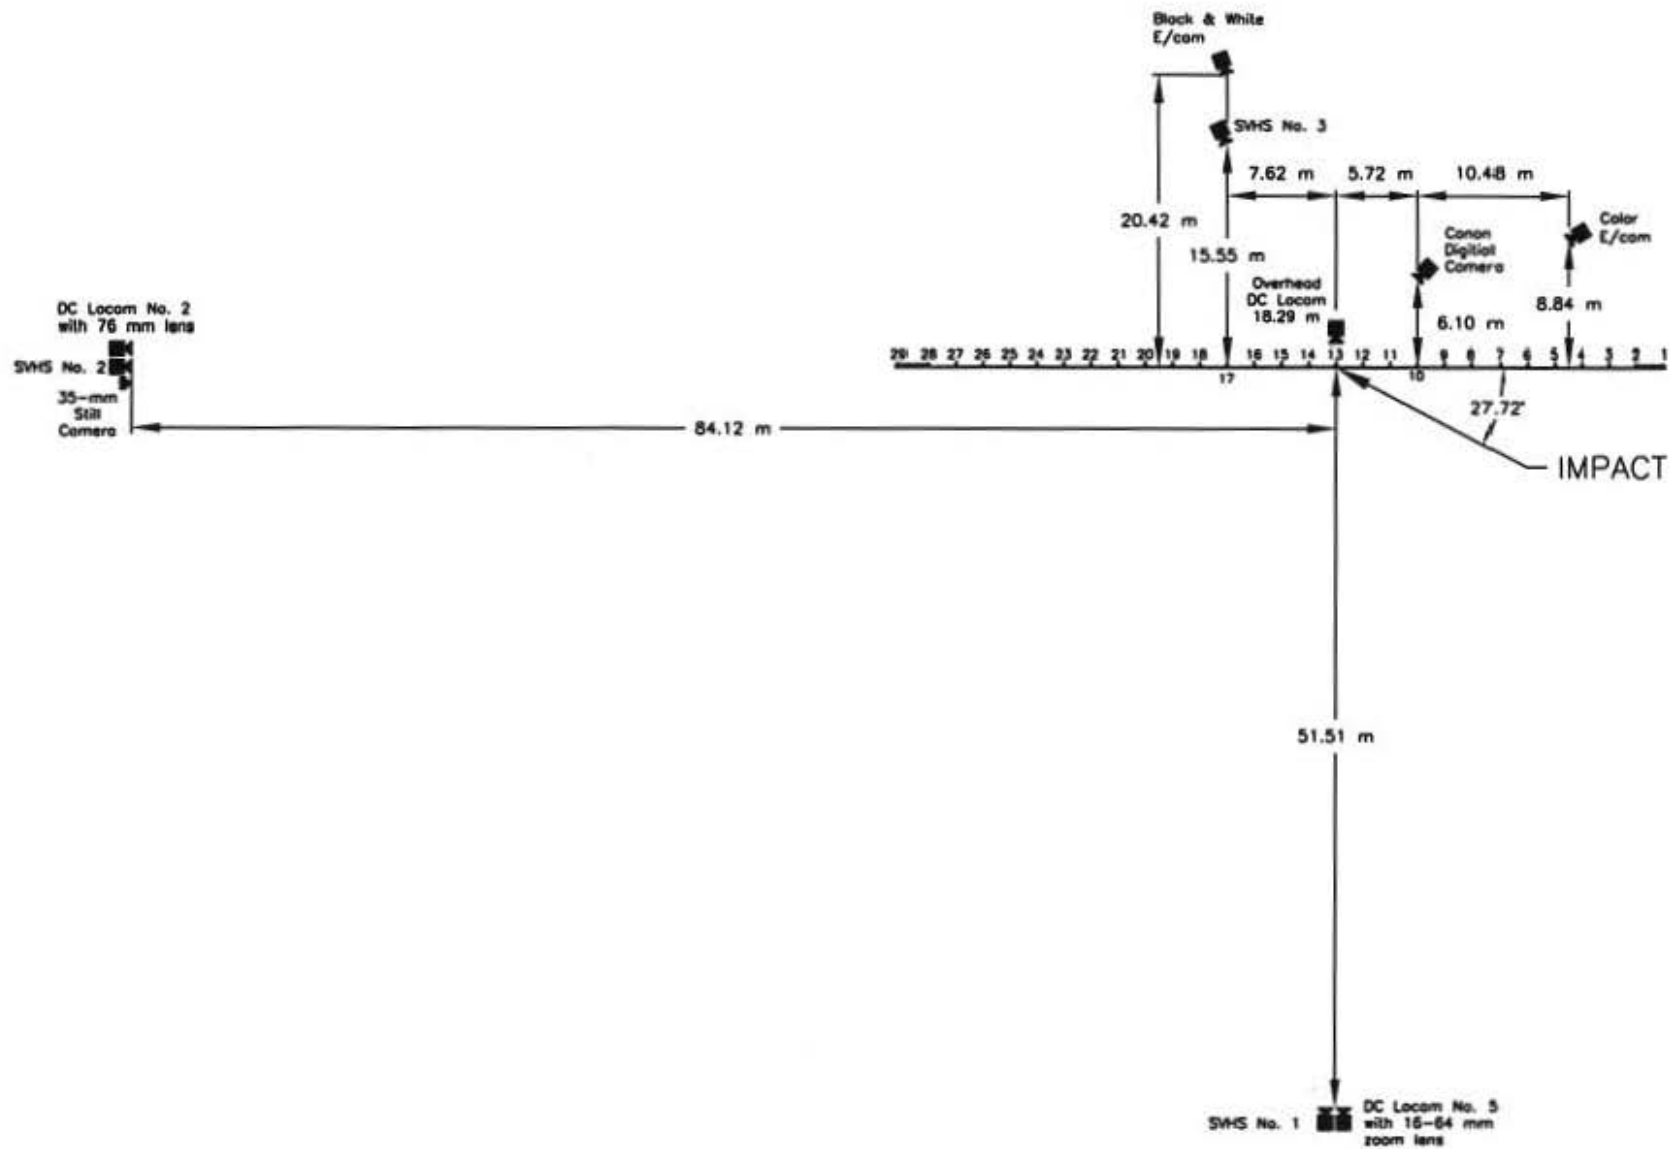 Black & White
E/cam
SVHS No. 3
7.62 m
5.72 m
10.48 m
20.42 m
15.55 m
Color
E/cam
Canon
Digitial
Camera
Overhead
DC Locam
18.29 m
8.84 m
6.10 m
DC Locam No. 2
with 76 mm lens
SVHS No. 2
35-mm
Still
Camera
29 28 27 26 25 24 23 22 21 20 19 18 16 15 14 13 12 11 9 8 7 6 5 4 3 2 1
17 10
27.72°
84.12 m
IMPACT
51.51 m
SVHS No. 1
DC Locam No. 5
with 16-64 mm
zoom lens